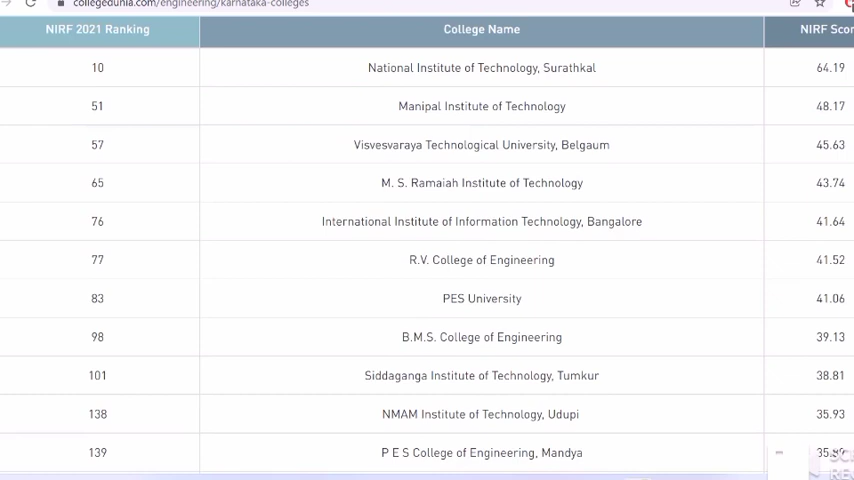 collegedunia.com/engineering/karnataka-colleges
NIRF 2021 Ranking College Name NIRF Scor
10 National Institute of Technology, Surathkal 64.19
51 Manipal Institute of Technology 48.17
57 Visvesvaraya Technological University, Belgaum 45.63
65 M. S. Ramaiah Institute of Technology 43.74
76 International Institute of Information Technology, Bangalore 41.64
77 R.V. College of Engineering 41.52
83 PES University 41.06
98 B.M.S. College of Engineering 39.13
101 Siddaganga Institute of Technology, Tumkur 38.81
138 NMAM Institute of Technology, Udupi 35.93
139 P E S College of Engineering, Mandya